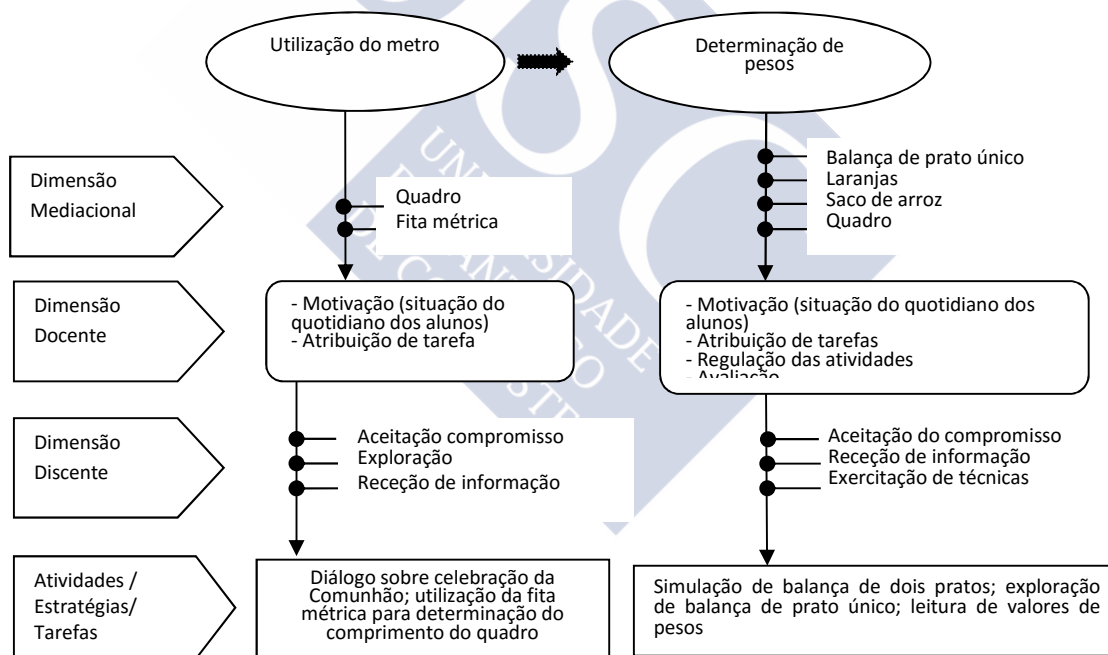 Utilização do metro
Determinação de
pesos
Dimensão
Mediacional
Quadro
Fita métrica
Balança de prato único
Laranjas
Saco de arroz
Quadro
Dimensão
Docente
- Motivação (situação do
quotidiano dos alunos)
- Atribuição de tarefa
- Motivação (situação do quotidiano dos
alunos)
- Atribuição de tarefas
- Regulação das atividades
- Avaliação
Dimensão
Discente
Aceitação compromisso
Exploração
Receção de informação
Aceitação do compromisso
Receção de informação
Exercitação de técnicas
Atividades /
Estratégias/
Tarefas
Diálogo sobre celebração da
Comunhão; utilização da fita
métrica para determinação do
comprimento do quadro
Simulação de balança de dois pratos; exploração
de balança de prato único; leitura de valores de
pesos